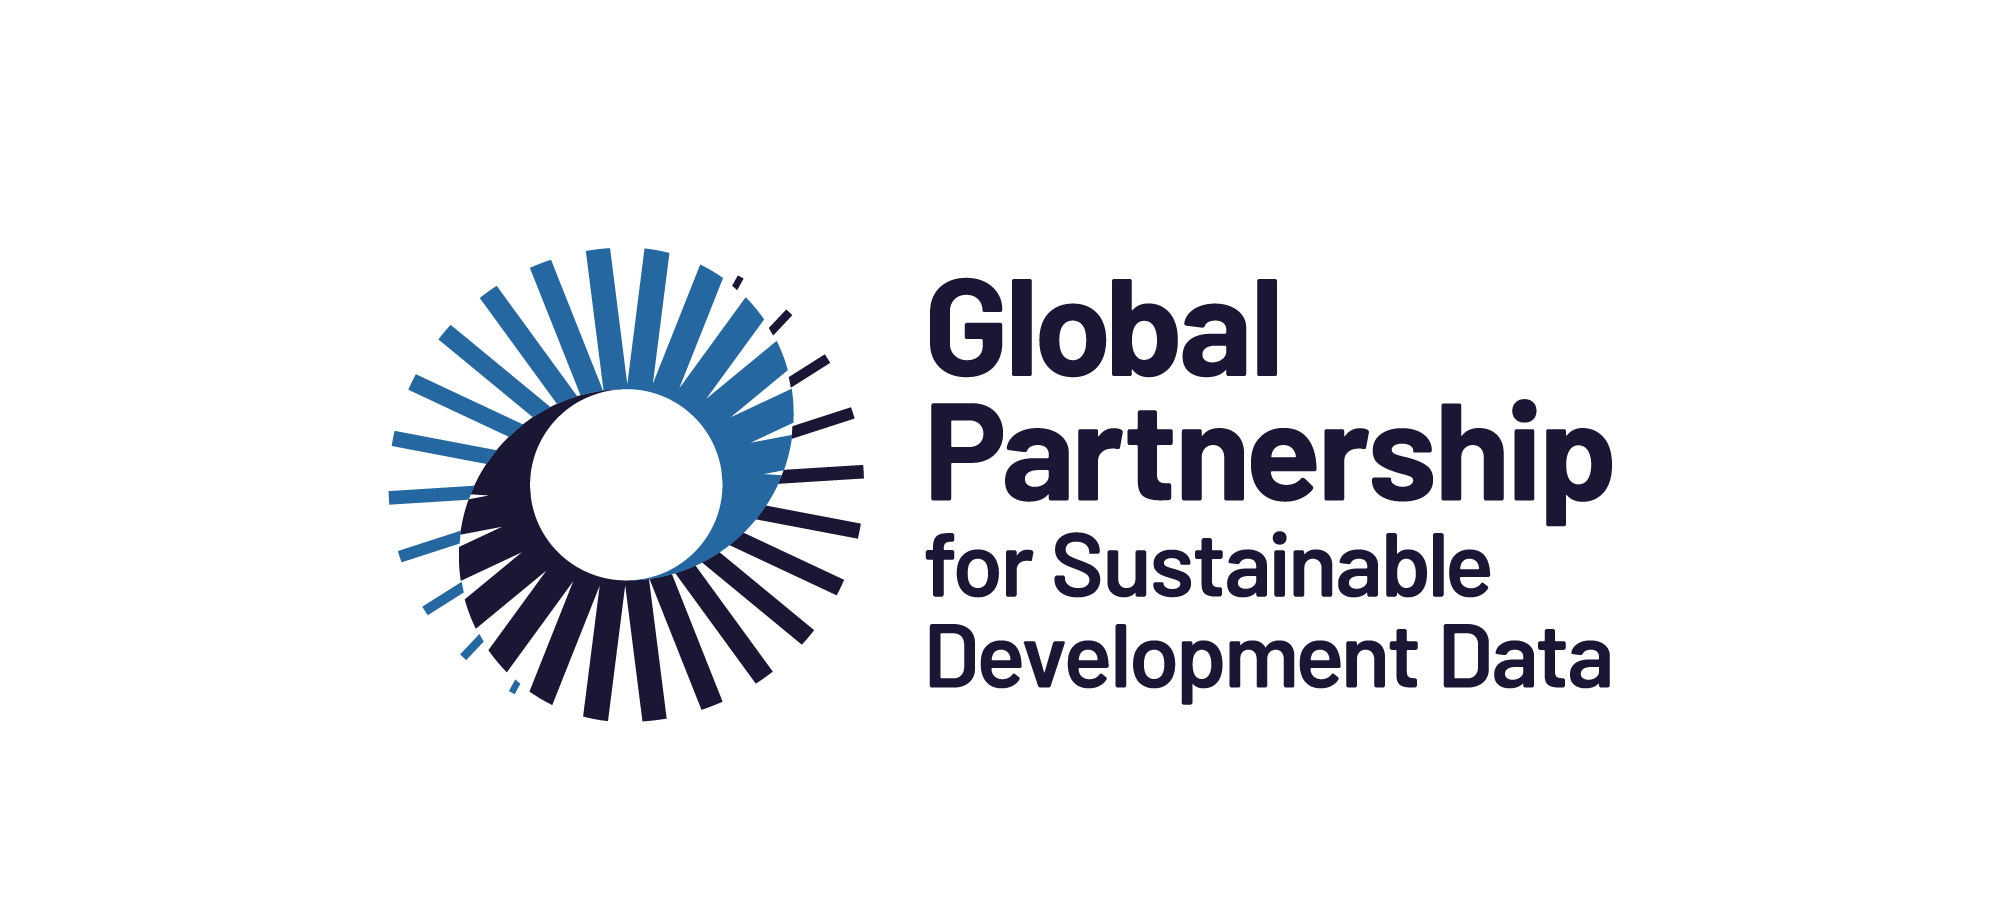 Global
Partnership
for Sustainable
Development Data